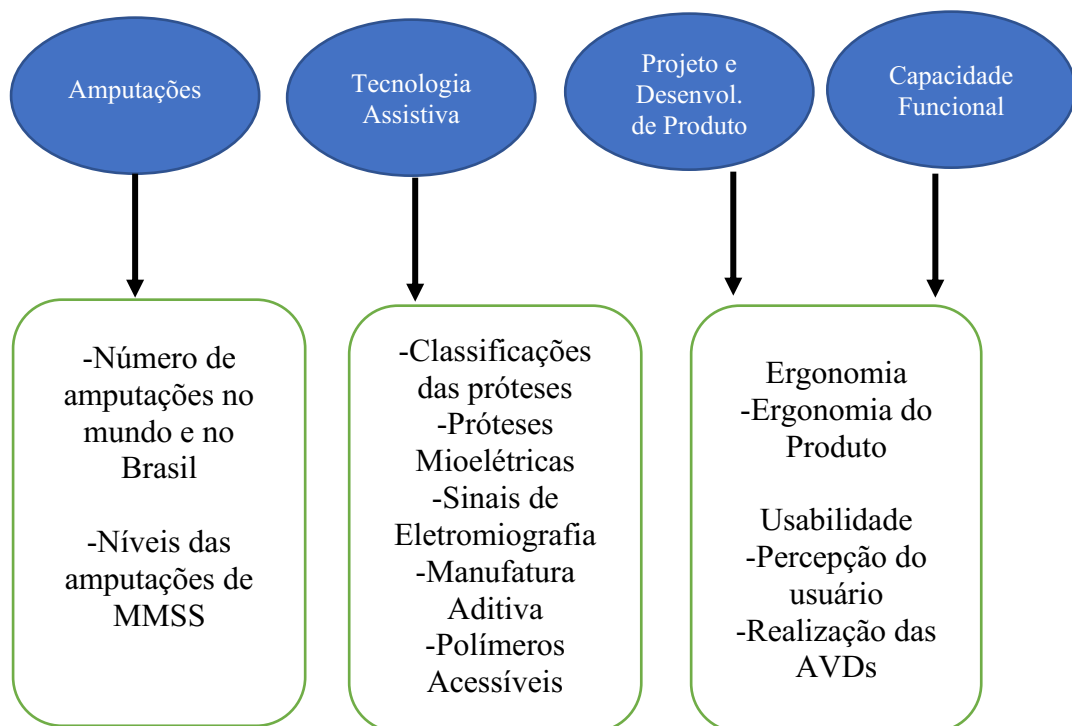 Amputações
Tecnologia
Assistiva
Projeto e
Desenvol.
de Produto
Capacidade
Funcional
-Número de
amputações no
mundo e no
Brasil
-Níveis das
amputações de
MMSS
-Classificações
das próteses
-Próteses
Mioelétricas
-Sinais de
Eletromiografia
-Manufatura
Aditiva
-Polímeros
Acessíveis
Ergonomia
-Ergonomia do
Produto
Usabilidade
-Percepção do
usuário
-Realização das
AVDs